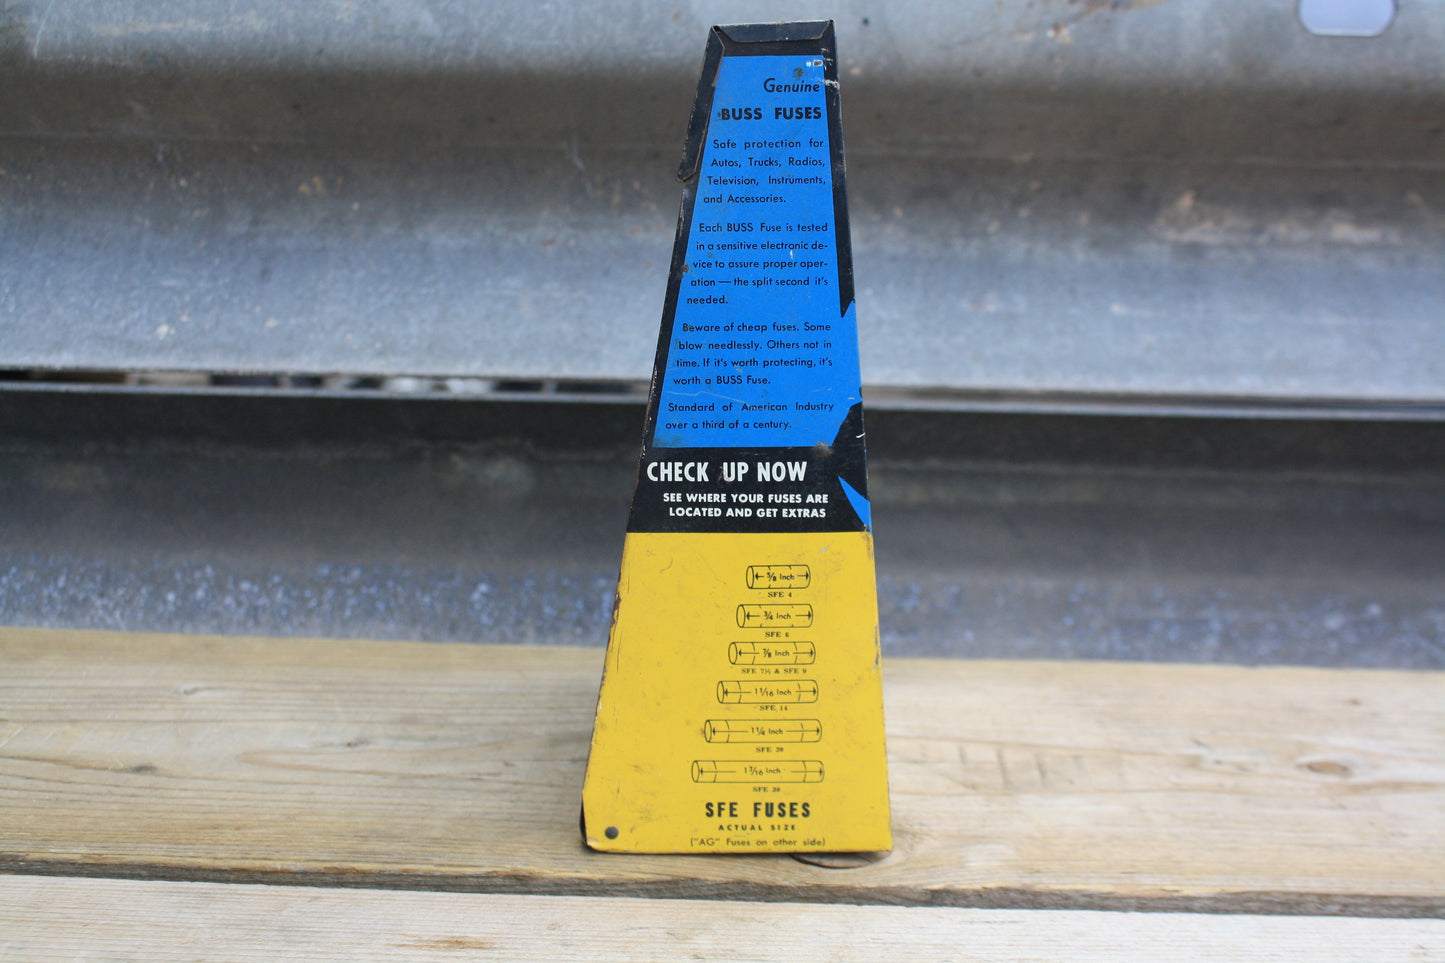 Genuine
BUSS FUSES
Safe protection for
Autos, Trucks, Radios,
Television, Instruments,
and Accessories.
Each BUSS Fuse is tested
in a sensitive electronic de-
vice to assure proper oper-
ation — the split second it's
needed.
Beware of cheap fuses. Some
blow needlessly. Others not in
time. If it's worth protecting, it's
worth a BUSS Fuse.
Standard of American Industry
over a third of a century.
CHECK UP NOW
SEE WHERE YOUR FUSES ARE
LOCATED AND GET EXTRAS
5/8 Inch
SFE 4
3/4 Inch
SFE 6
7/8 Inch
SFE 7½ & SFE 9
1 1/16 Inch
SFE 14
1 1/4 Inch
SFE 20
1 7/16 Inch
SFE 30
SFE FUSES
ACTUAL SIZE
("AG" Fuses on other side)